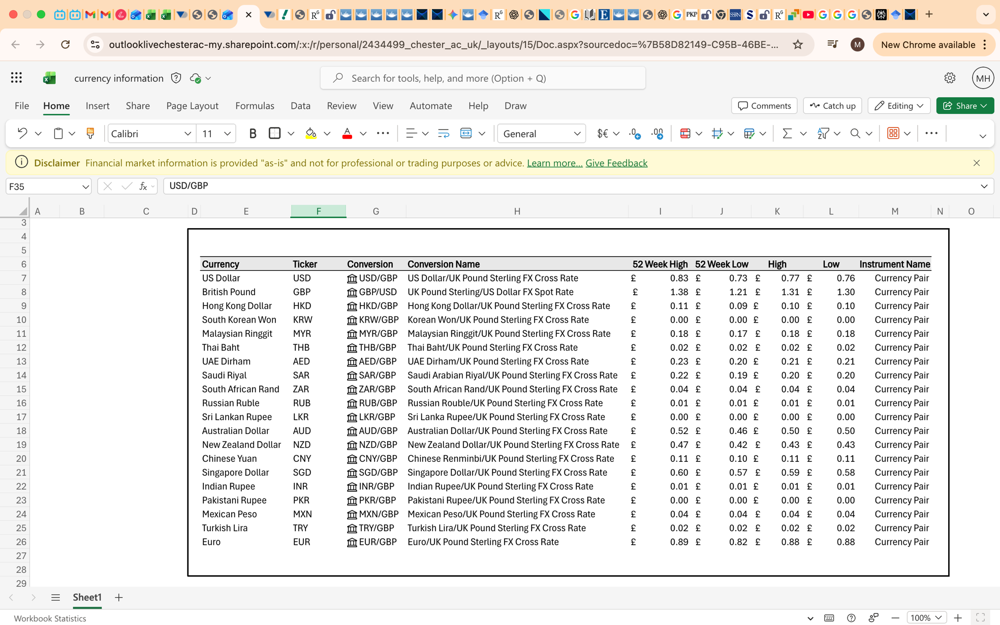 outlooklivechesterac-my.sharepoint.com/:x:/r/personal/2434499_chester_ac_uk/_layouts/15/Doc.aspx?sourcedoc=%7B58D82149-C95B-46BE-... M New Chrome available
currency information Search for tools, help, and more (Option + Q) MH
File Home Insert Share Page Layout Formulas Data Review View Automate Help Draw Comments Catch up Editing Share
Calibri 11 B General $€
Disclaimer Financial market information is provided "as-is" and not for professional or trading purposes or advice. Learn more... Give Feedback
F35 fx USD/GBP
A B C D E F G H I J K L M N O
3
4
5
6 Currency Ticker Conversion Conversion Name 52 Week High 52 Week Low High Low Instrument Name
7 US Dollar USD USD/GBP US Dollar/UK Pound Sterling FX Cross Rate £ 0.83 £ 0.73 £ 0.77 £ 0.76 Currency Pair
8 British Pound GBP GBP/USD UK Pound Sterling/US Dollar FX Spot Rate £ 1.38 £ 1.21 £ 1.31 £ 1.30 Currency Pair
9 Hong Kong Dollar HKD HKD/GBP Hong Kong Dollar/UK Pound Sterling FX Cross Rate £ 0.11 £ 0.09 £ 0.10 £ 0.10 Currency Pair
10 South Korean Won KRW KRW/GBP Korean Won/UK Pound Sterling FX Cross Rate £ 0.00 £ 0.00 £ 0.00 £ 0.00 Currency Pair
11 Malaysian Ringgit MYR MYR/GBP Malaysian Ringgit/UK Pound Sterling FX Cross Rate £ 0.18 £ 0.17 £ 0.18 £ 0.18 Currency Pair
12 Thai Baht THB THB/GBP Thai Baht/UK Pound Sterling FX Cross Rate £ 0.02 £ 0.02 £ 0.02 £ 0.02 Currency Pair
13 UAE Dirham AED AED/GBP UAE Dirham/UK Pound Sterling FX Cross Rate £ 0.23 £ 0.20 £ 0.21 £ 0.21 Currency Pair
14 Saudi Riyal SAR SAR/GBP Saudi Arabian Riyal/UK Pound Sterling FX Cross Rate £ 0.22 £ 0.19 £ 0.20 £ 0.20 Currency Pair
15 South African Rand ZAR ZAR/GBP South African Rand/UK Pound Sterling FX Cross Rate £ 0.04 £ 0.04 £ 0.04 £ 0.04 Currency Pair
16 Russian Ruble RUB RUB/GBP Russian Rouble/UK Pound Sterling FX Cross Rate £ 0.01 £ 0.01 £ 0.01 £ 0.01 Currency Pair
17 Sri Lankan Rupee LKR LKR/GBP Sri Lanka Rupee/UK Pound Sterling FX Cross Rate £ 0.00 £ 0.00 £ 0.00 £ 0.00 Currency Pair
18 Australian Dollar AUD AUD/GBP Australian Dollar/UK Pound Sterling FX Cross Rate £ 0.52 £ 0.46 £ 0.50 £ 0.50 Currency Pair
19 New Zealand Dollar NZD NZD/GBP New Zealand Dollar/UK Pound Sterling FX Cross Rate £ 0.47 £ 0.42 £ 0.43 £ 0.43 Currency Pair
20 Chinese Yuan CNY CNY/GBP Chinese Renminbi/UK Pound Sterling FX Cross Rate £ 0.11 £ 0.10 £ 0.11 £ 0.11 Currency Pair
21 Singapore Dollar SGD SGD/GBP Singapore Dollar/UK Pound Sterling FX Cross Rate £ 0.60 £ 0.57 £ 0.59 £ 0.58 Currency Pair
22 Indian Rupee INR INR/GBP Indian Rupee/UK Pound Sterling FX Cross Rate £ 0.01 £ 0.01 £ 0.01 £ 0.01 Currency Pair
23 Pakistani Rupee PKR PKR/GBP Pakistani Rupee/UK Pound Sterling FX Cross Rate £ 0.00 £ 0.00 £ 0.00 £ 0.00 Currency Pair
24 Mexican Peso MXN MXN/GBP Mexican Peso/UK Pound Sterling FX Cross Rate £ 0.04 £ 0.04 £ 0.04 £ 0.04 Currency Pair
25 Turkish Lira TRY TRY/GBP Turkish Lira/UK Pound Sterling FX Cross Rate £ 0.02 £ 0.02 £ 0.02 £ 0.02 Currency Pair
26 Euro EUR EUR/GBP Euro/UK Pound Sterling FX Cross Rate £ 0.89 £ 0.82 £ 0.88 £ 0.88 Currency Pair
27
28
29
Sheet1
Workbook Statistics 100%